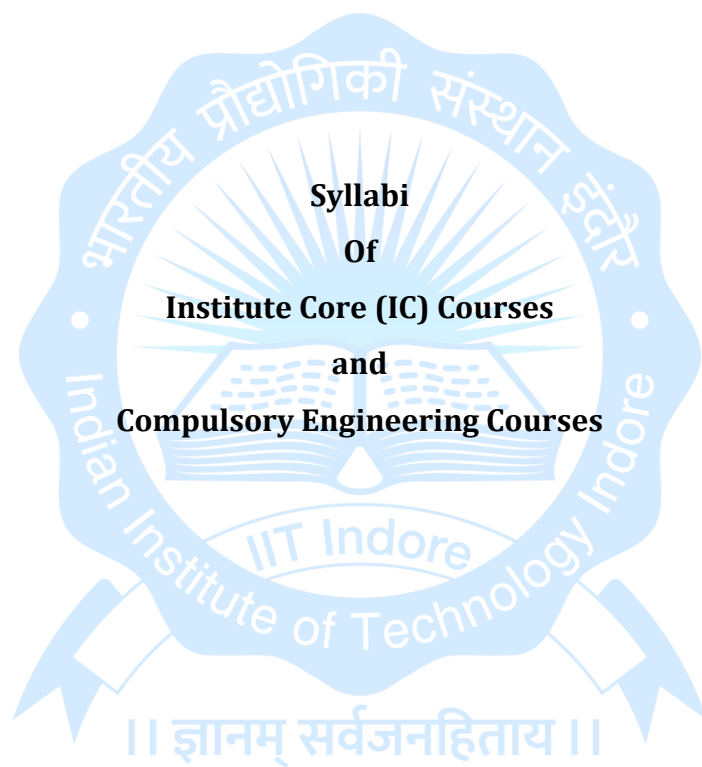 भारतीय प्रौद्योगिकी संस्थान इंदौर
Syllabi
Of
Institute Core (IC) Courses
and
Compulsory Engineering Courses
IIT Indore
Indian Institute of Technology Indore
।। ज्ञानम् सर्वजनहिताय ।।